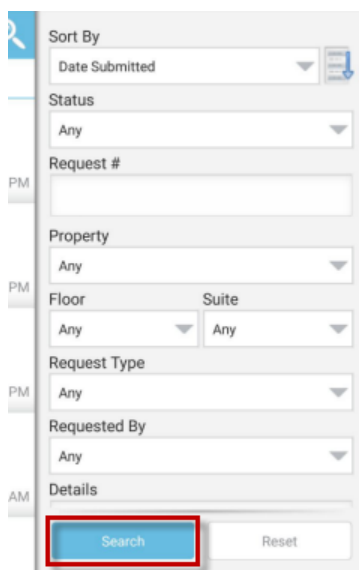 Sort By
Date Submitted
Status
Any
PM
Request #
Property
Any
PM
Floor Suite
Any Any
Request Type
PM
Any
Requested By
Any
AM
Details
Search Reset